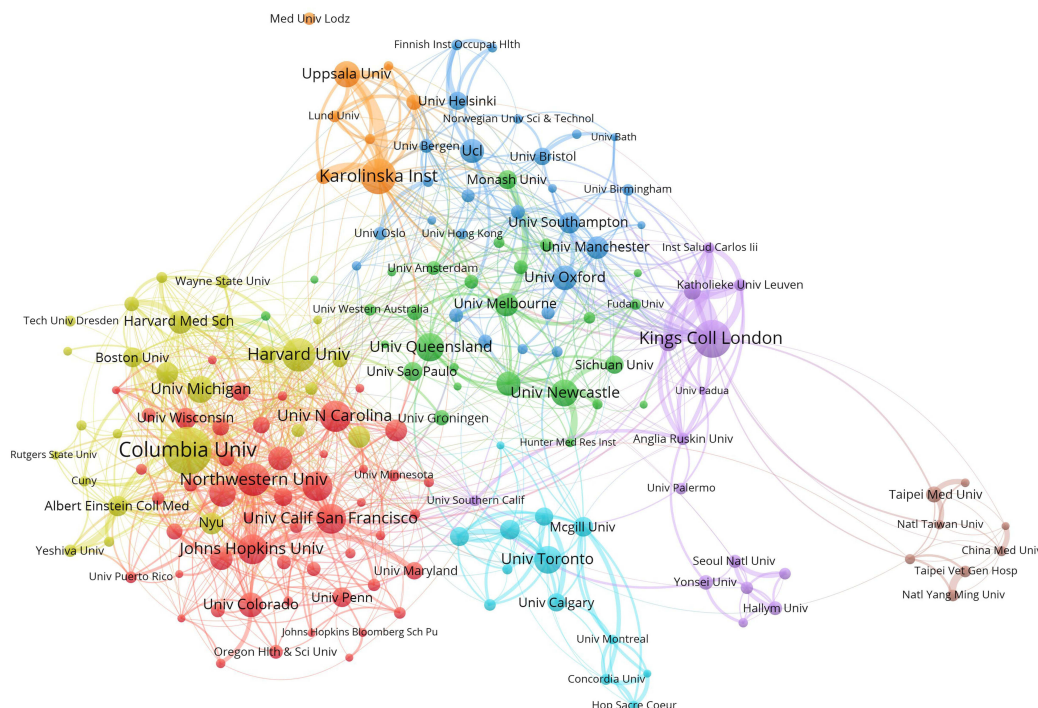 Med Univ Lodz
Finnish Inst Occupat Hlth
Uppsala Univ
Univ Helsinki
Lund Univ
Norwegian Univ Sci & Technol
Univ Bath
Univ Bergen
Ucl
Univ Bristol
Karolinska Inst
Monash Univ
Univ Birmingham
Univ Southampton
Univ Oslo
Univ Hong Kong
Univ Manchester
Inst Salud Carlos Iii
Univ Amsterdam
Wayne State Univ
Univ Oxford
Katholieke Univ Leuven
Univ Melbourne
Fudan Univ
Univ Western Australia
Tech Univ Dresden
Harvard Med Sch
Kings Coll London
Univ Queensland
Harvard Univ
Boston Univ
Sichuan Univ
Univ Sao Paulo
Univ Michigan
Univ Newcastle
Univ Padua
Univ Wisconsin
Univ N Carolina
Univ Groningen
Anglia Ruskin Univ
Hunter Med Res Inst
Columbia Univ
Rutgers State Univ
Univ Minnesota
Cuny
Northwestern Univ
Univ Palermo
Taipei Med Univ
Univ Southern Calif
Albert Einstein Coll Med
Univ Calif San Francisco
Nyu
Natl Taiwan Univ
Mcgill Univ
Yeshiva Univ
Johns Hopkins Univ
China Med Univ
Univ Toronto
Seoul Natl Univ
Univ Maryland
Taipei Vet Gen Hosp
Univ Puerto Rico
Yonsei Univ
Natl Yang Ming Univ
Univ Penn
Univ Colorado
Univ Calgary
Hallym Univ
Johns Hopkins Bloomberg Sch Pu
Univ Montreal
Oregon Hlth & Sci Univ
Concordia Univ
Hop Sacre Coeur